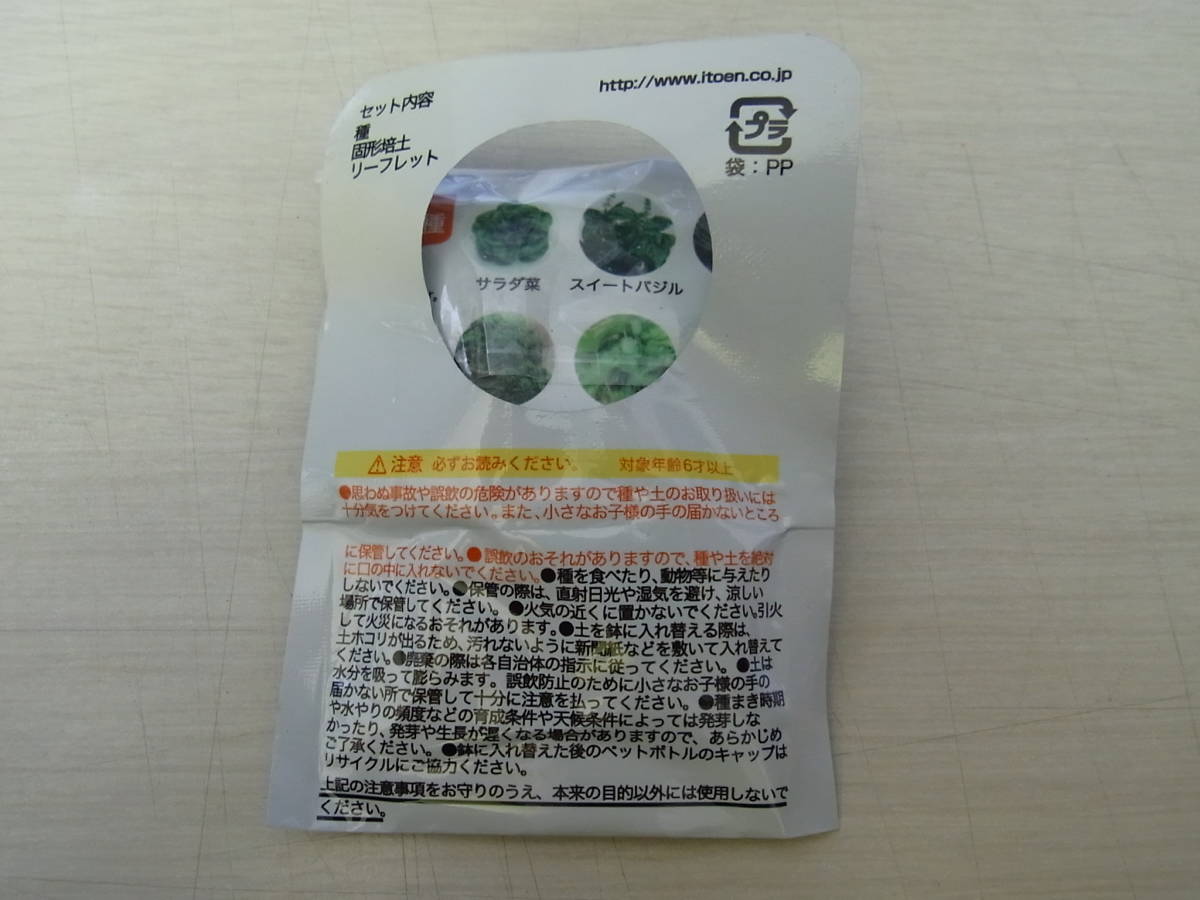 http://www.itoen.co.jp
セット内容
種
固形培土
リーフレット
プラ
袋：PP
種
サラダ菜
スイートバジル
注意 必ずお読みください。 対象年齢6才以上
●思わぬ事故や誤飲の危険がありますので種や土のお取り扱いには
十分気をつけてください。また、小さなお子様の手の届かないところ
に保管してください。●誤飲のおそれがありますので、種や土を絶対
に口の中に入れないでください。●種を食べたり、動物等に与えたり
しないでください。●保管の際は、直射日光や湿気を避け、涼しい
場所で保管してください。●火気の近くに置かないでください。引火
して火災になるおそれがあります。●土を鉢に入れ替える際は、
土ホコリが出るため、汚れないように新聞紙などを敷いて入れ替えて
ください。●廃棄の際は各自治体の指示に従ってください。●土は
水分を吸って膨らみます。誤飲防止のために小さなお子様の手の
届かない所で保管して十分に注意を払ってください。●種まき時期
や水やりの頻度などの育成条件や天候条件によっては発芽しな
かったり、発芽や生長が遅くなる場合がありますので、あらかじめ
ご了承ください。●鉢に入れ替えた後のペットボトルのキャップは
リサイクルにご協力ください。
上記の注意事項をお守りのうえ、本来の目的以外には使用しないで
ください。